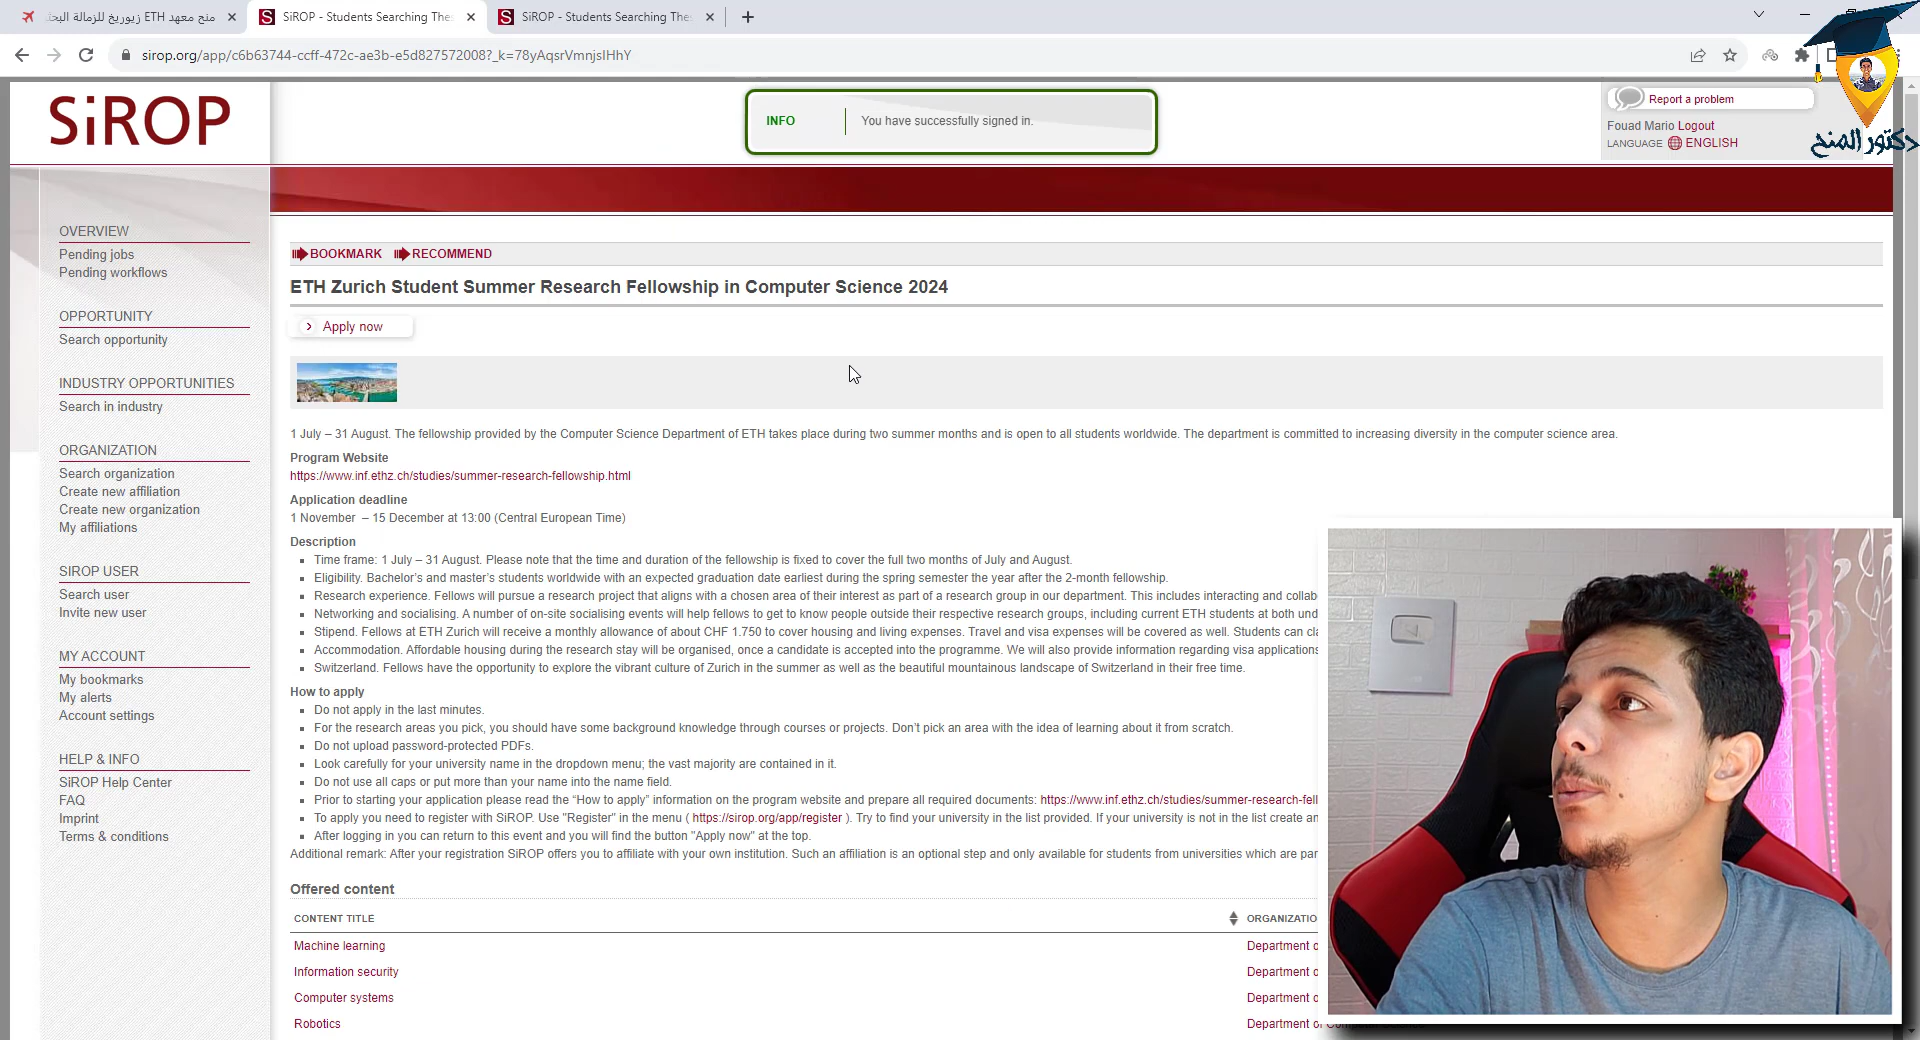 منح معهد ETH زيوريخ للزمالة البحث
SiROP - Students Searching The
SiROP - Students Searching The
sirop.org/app/c6b63744-ccff-472c-ae3b-e5d827572008?_k=78yAqsrVmnjsIHhY
SiROP
INFO
You have successfully signed in.
Report a problem
Fouad Mario Logout
LANGUAGE ENGLISH
دكتور المنح
OVERVIEW
Pending jobs
Pending workflows
OPPORTUNITY
Search opportunity
INDUSTRY OPPORTUNITIES
Search in industry
ORGANIZATION
Search organization
Create new affiliation
Create new organization
My affiliations
SIROP USER
Search user
Invite new user
MY ACCOUNT
My bookmarks
My alerts
Account settings
HELP & INFO
SiROP Help Center
FAQ
Imprint
Terms & conditions
BOOKMARK RECOMMEND
ETH Zurich Student Summer Research Fellowship in Computer Science 2024
Apply now
1 July – 31 August. The fellowship provided by the Computer Science Department of ETH takes place during two summer months and is open to all students worldwide. The department is committed to increasing diversity in the computer science area.
Program Website
https://www.inf.ethz.ch/studies/summer-research-fellowship.html
Application deadline
1 November – 15 December at 13:00 (Central European Time)
Description
Time frame: 1 July – 31 August. Please note that the time and duration of the fellowship is fixed to cover the full two months of July and August.
Eligibility. Bachelor's and master's students worldwide with an expected graduation date earliest during the spring semester the year after the 2-month fellowship.
Research experience. Fellows will pursue a research project that aligns with a chosen area of their interest as part of a research group in our department. This includes interacting and collab
Networking and socialising. A number of on-site socialising events will help fellows to get to know people outside their respective research groups, including current ETH students at both und
Stipend. Fellows at ETH Zurich will receive a monthly allowance of about CHF 1.750 to cover housing and living expenses. Travel and visa expenses will be covered as well. Students can cla
Accommodation. Affordable housing during the research stay will be organised, once a candidate is accepted into the programme. We will also provide information regarding visa applications
Switzerland. Fellows have the opportunity to explore the vibrant culture of Zurich in the summer as well as the beautiful mountainous landscape of Switzerland in their free time.
How to apply
Do not apply in the last minutes.
For the research areas you pick, you should have some background knowledge through courses or projects. Don't pick an area with the idea of learning about it from scratch.
Do not upload password-protected PDFs.
Look carefully for your university name in the dropdown menu; the vast majority are contained in it.
Do not use all caps or put more than your name into the name field.
Prior to starting your application please read the "How to apply" information on the program website and prepare all required documents: https://www.inf.ethz.ch/studies/summer-research-fell
To apply you need to register with SiROP. Use "Register" in the menu ( https://sirop.org/app/register ). Try to find your university in the list provided. If your university is not in the list create an
After logging in you can return to this event and you will find the button "Apply now" at the top.
Additional remark: After your registration SiROP offers you to affiliate with your own institution. Such an affiliation is an optional step and only available for students from universities which are par
Offered content
CONTENT TITLE ORGANIZATIO
Machine learning Department o
Information security Department o
Computer systems Department o
Robotics Department of